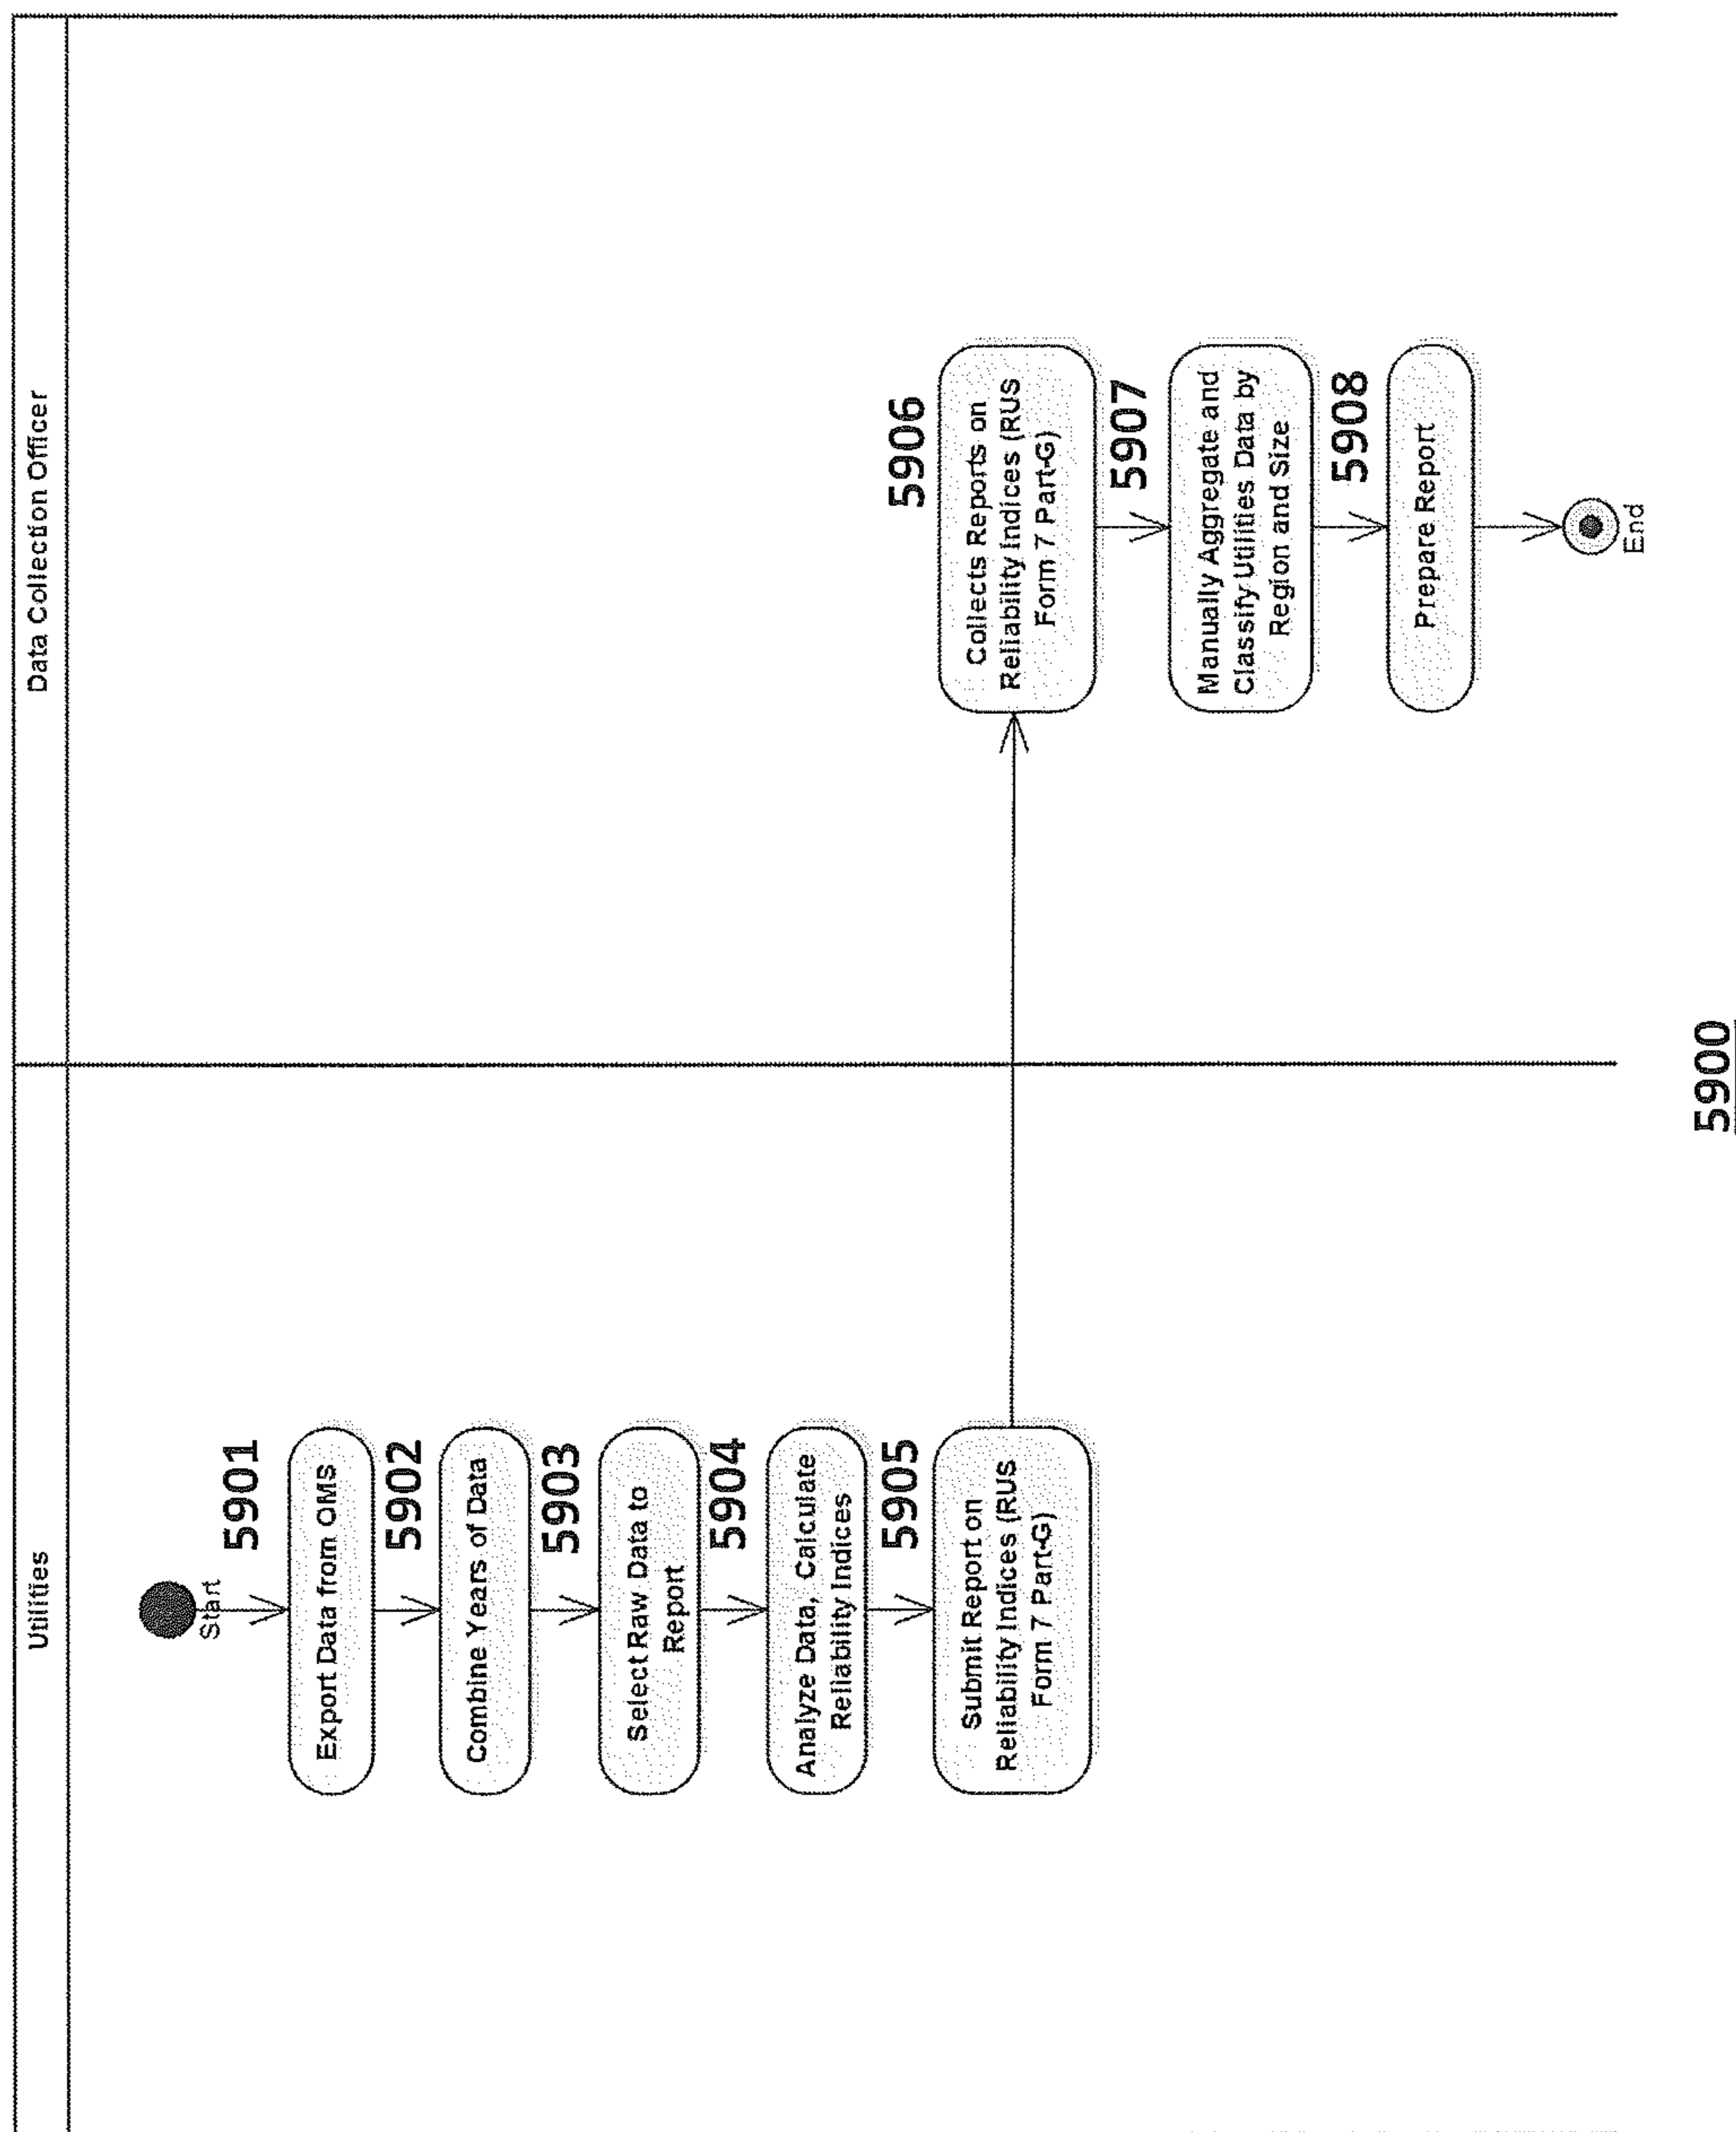 Utilities
Data Collection Officer
Start
5901
Export Data from OMS
5902
Combine Years of Data
5903
Select Raw Data to
Report
5904
Analyze Data, Calculate
Reliability Indices
5905
Submit Report on
Reliability Indices (RUS
Form 7 Part-G)
5906
Collects Reports on
Reliability Indices (RUS
Form 7 Part-G)
5907
Manually Aggregate and
Classify Utilities Data by
Region and Size
5908
Prepare Report
End
5900